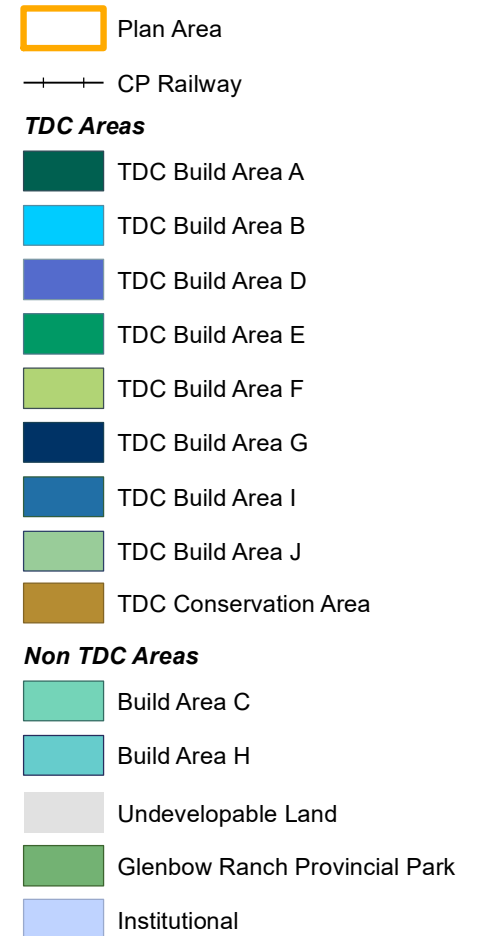 Plan Area
CP Railway
TDC Areas
TDC Build Area A
TDC Build Area B
TDC Build Area D
TDC Build Area E
TDC Build Area F
TDC Build Area G
TDC Build Area I
TDC Build Area J
TDC Conservation Area
Non TDC Areas
Build Area C
Build Area H
Undevelopable Land
Glenbow Ranch Provincial Park
Institutional